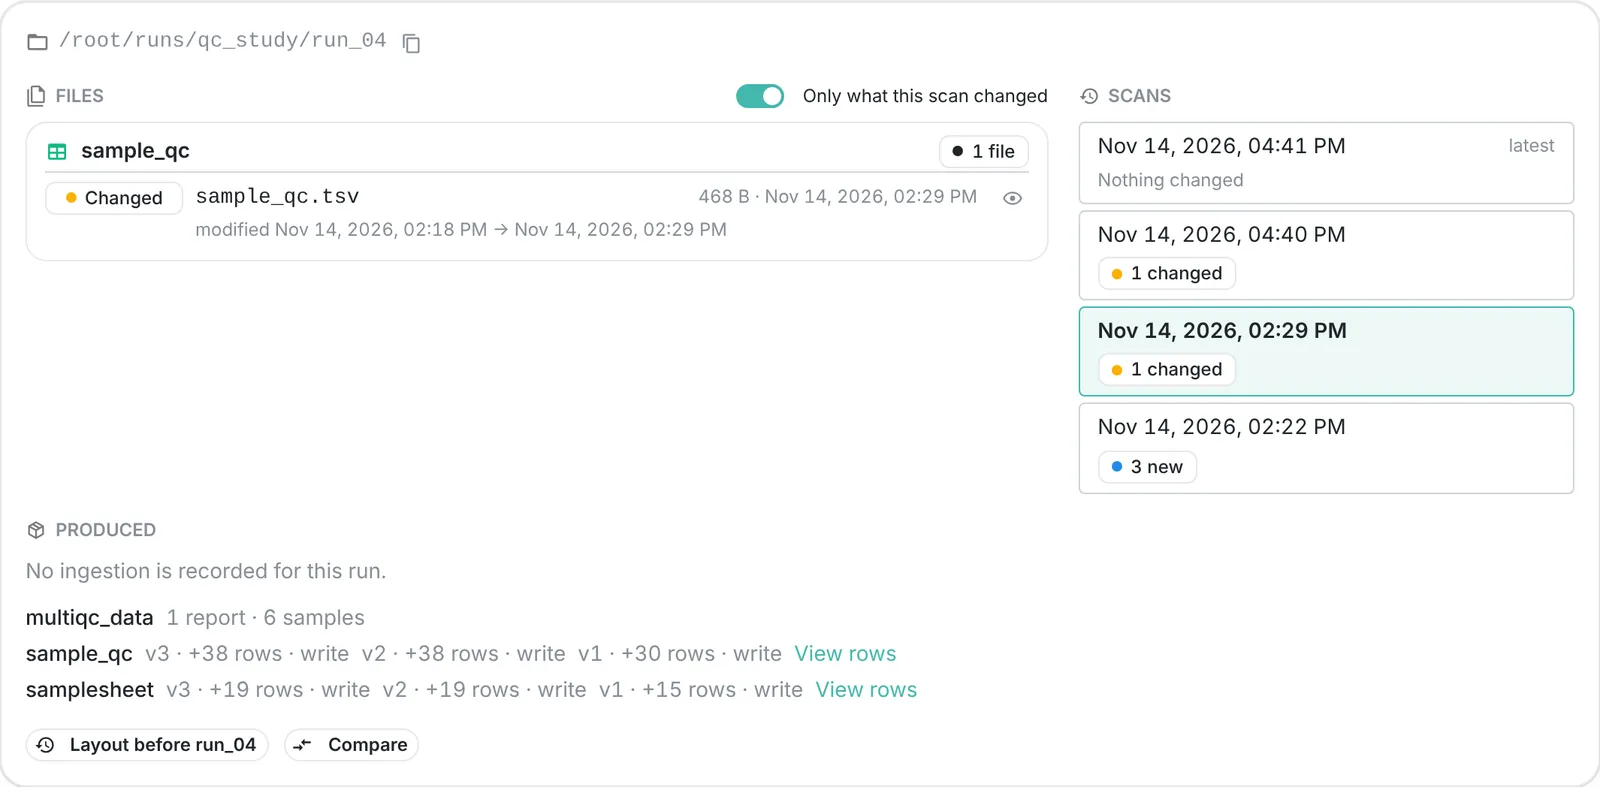 /root/runs/qc_study/run_04
FILES
Only what this scan changed
sample_qc
1 file
Changed
sample_qc.tsv
468 B · Nov 14, 2026, 02:29 PM
modified Nov 14, 2026, 02:18 PM → Nov 14, 2026, 02:29 PM
SCANS
Nov 14, 2026, 04:41 PM
latest
Nothing changed
Nov 14, 2026, 04:40 PM
1 changed
Nov 14, 2026, 02:29 PM
1 changed
Nov 14, 2026, 02:22 PM
3 new
PRODUCED
No ingestion is recorded for this run.
multiqc_data 1 report · 6 samples
sample_qc v3 · +38 rows · write v2 · +38 rows · write v1 · +30 rows · write View rows
samplesheet v3 · +19 rows · write v2 · +19 rows · write v1 · +15 rows · write View rows
Layout before run_04
Compare